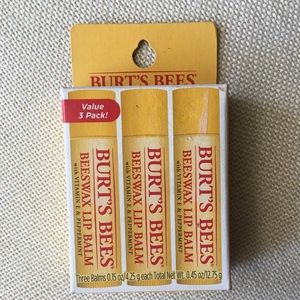 BURT'S BEES
Value
3 Pack!
BURT'S BEES
BEESWAX LIP BALM
with VITAMIN E & PEPPERMINT
BURT'S BEES
BEESWAX LIP BALM
with VITAMIN E & PEPPERMINT
BURT'S BEES
BEESWAX LIP BALM
with VITAMIN E & PEPPERMINT
Three Balms 0.15 oz/4.25 g each Total Net Wt. 0.45 oz/12.75 g